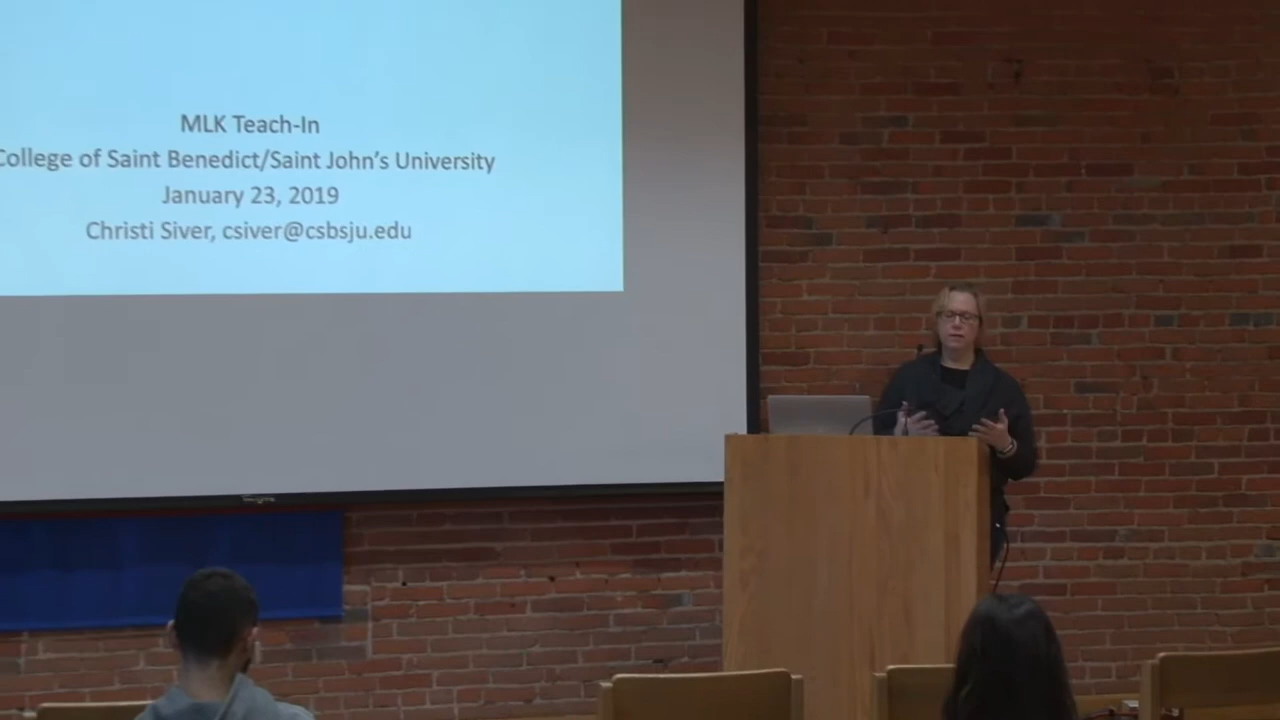 MLK Teach-In
College of Saint Benedict/Saint John's University
January 23, 2019
Christi Siver, csiver@csbsju.edu